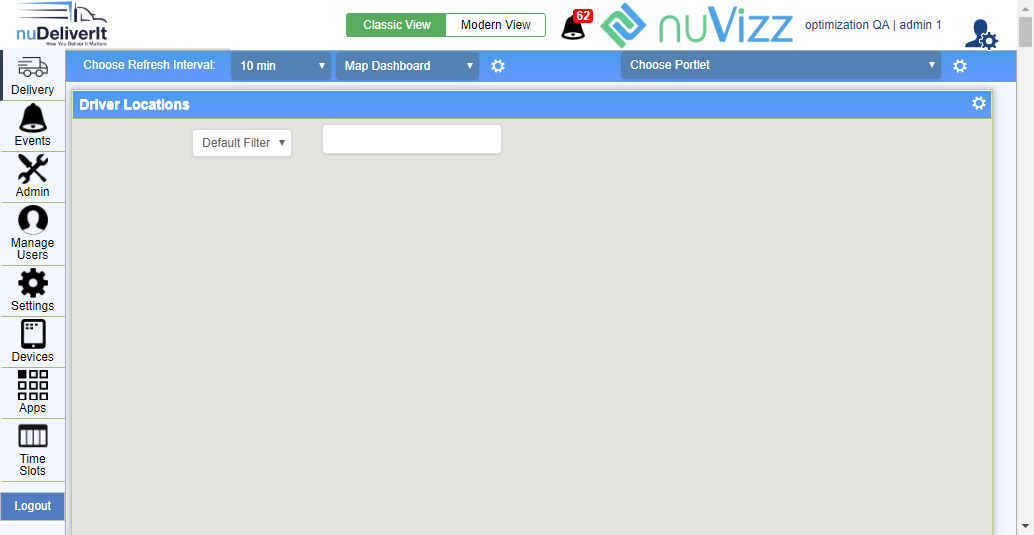 nuDeliverIt
How You Deliver It Matters
Classic View
Modern View
62
nuVizz
optimization QA | admin 1
Choose Refresh Interval:
10 min
Map Dashboard
Choose Portlet
Delivery
Events
Admin
Manage
Users
Settings
Devices
Apps
Time
Slots
Logout
Driver Locations
Default Filter